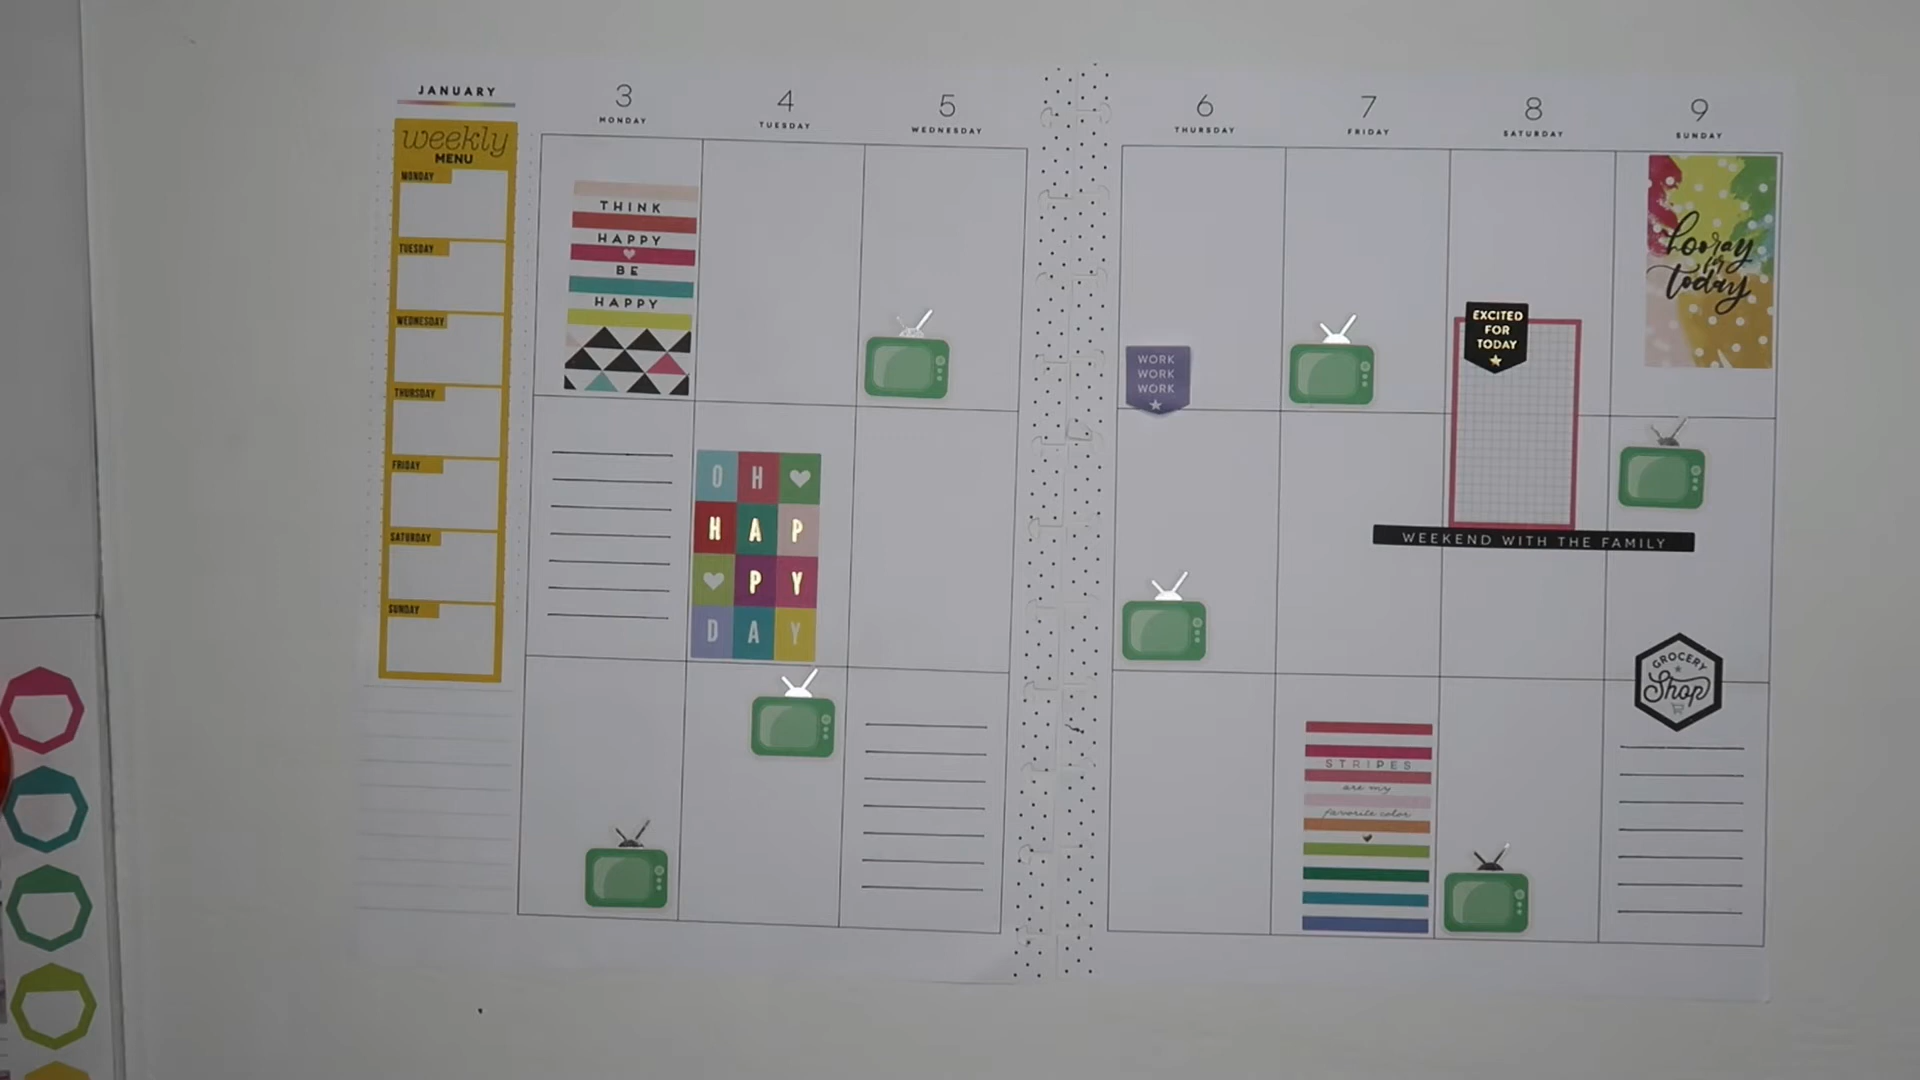 JANUARY
weekly
MENU
MONDAY
TUESDAY
WEDNESDAY
THURSDAY
FRIDAY
SATURDAY
SUNDAY
3
MONDAY
4
TUESDAY
5
WEDNESDAY
6
THURSDAY
7
FRIDAY
8
SATURDAY
9
SUNDAY
THINK
HAPPY
BE
HAPPY
OH
HAP
PY
DAY
WORK
WORK
WORK
EXCITED
FOR
TODAY
hooray
for
today
WEEKEND WITH THE FAMILY
GROCERY
Shop
STRIPES
are my
favorite color